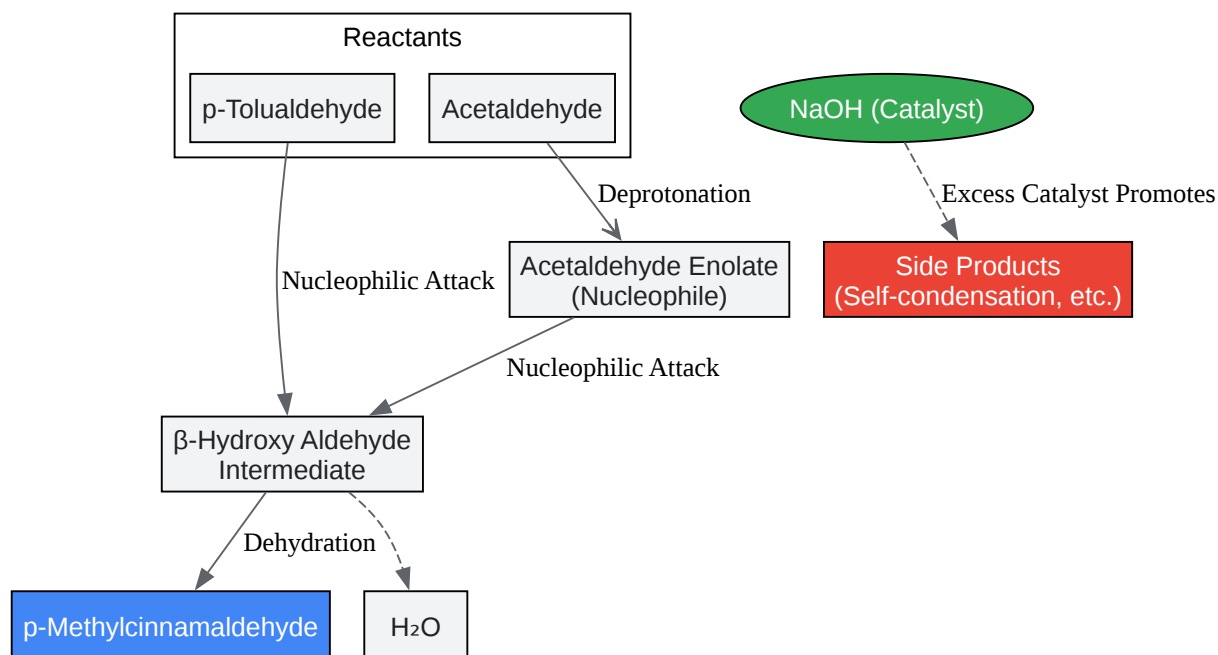 Reactants
p-Tolualdehyde
Acetaldehyde
NaOH (Catalyst)
Deprotonation
Excess Catalyst Promotes
Nucleophilic Attack
Acetaldehyde Enolate
(Nucleophile)
Side Products
(Self-condensation, etc.)
Nucleophilic Attack
β-Hydroxy Aldehyde
Intermediate
Dehydration
p-Methylcinnamaldehyde
H₂O